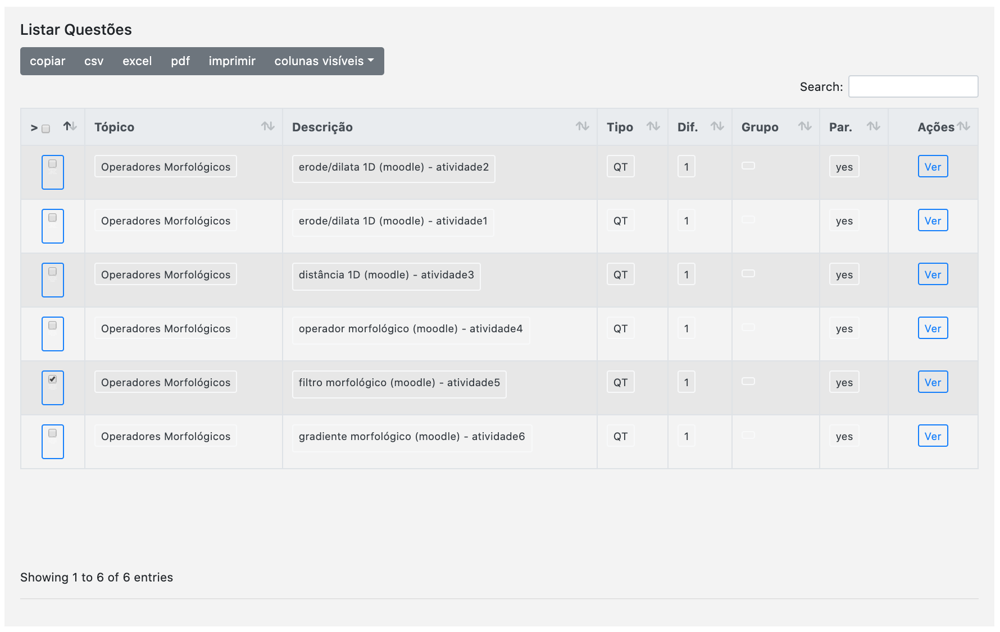 Listar Questões
copiar csv excel pdf imprimir colunas visíveis
Search:
> Tópico Descrição Tipo Dif. Grupo Par. Ações
Operadores Morfológicos erode/dilata 1D (moodle) - atividade2 QT 1 yes Ver
Operadores Morfológicos erode/dilata 1D (moodle) - atividade1 QT 1 yes Ver
Operadores Morfológicos distância 1D (moodle) - atividade3 QT 1 yes Ver
Operadores Morfológicos operador morfológico (moodle) - atividade4 QT 1 yes Ver
Operadores Morfológicos filtro morfológico (moodle) - atividade5 QT 1 yes Ver
Operadores Morfológicos gradiente morfológico (moodle) - atividade6 QT 1 yes Ver
Showing 1 to 6 of 6 entries